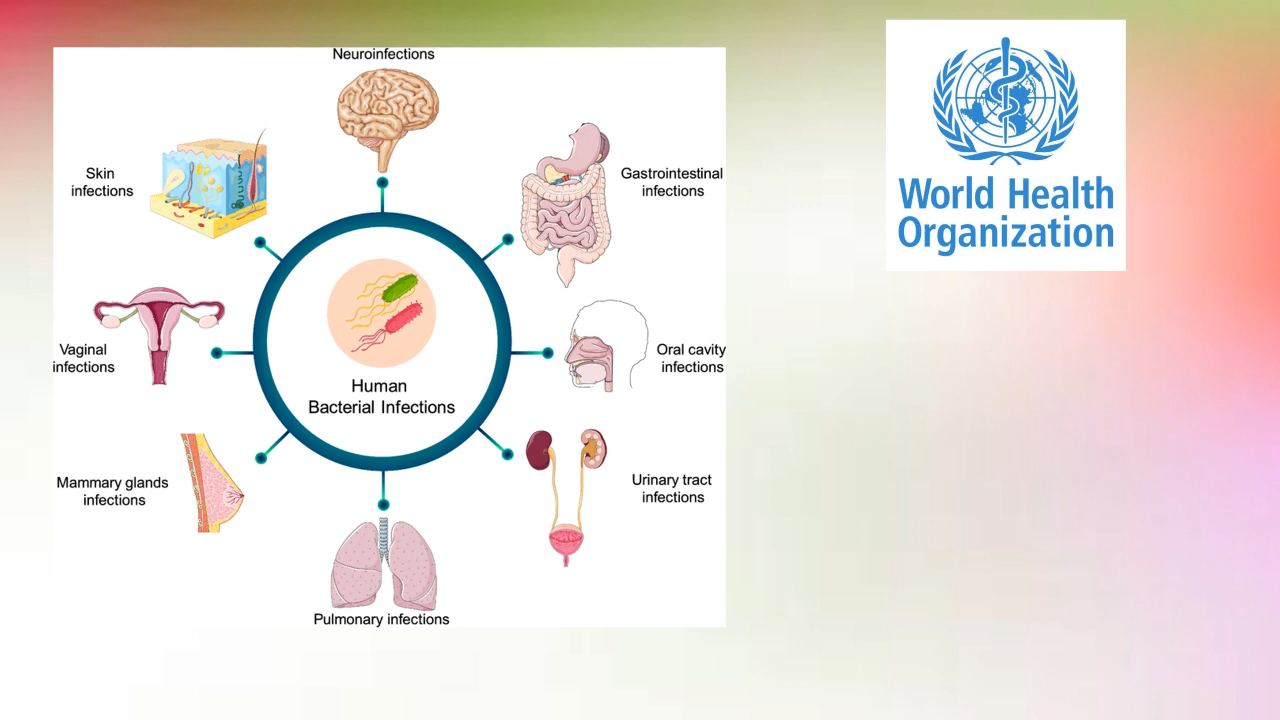 Neuroinfections
Gastrointestinal
infections
Oral cavity
infections
Urinary tract
infections
Pulmonary infections
Mammary glands
infections
Vaginal
infections
Skin
infections
Human
Bacterial Infections
World Health
Organization